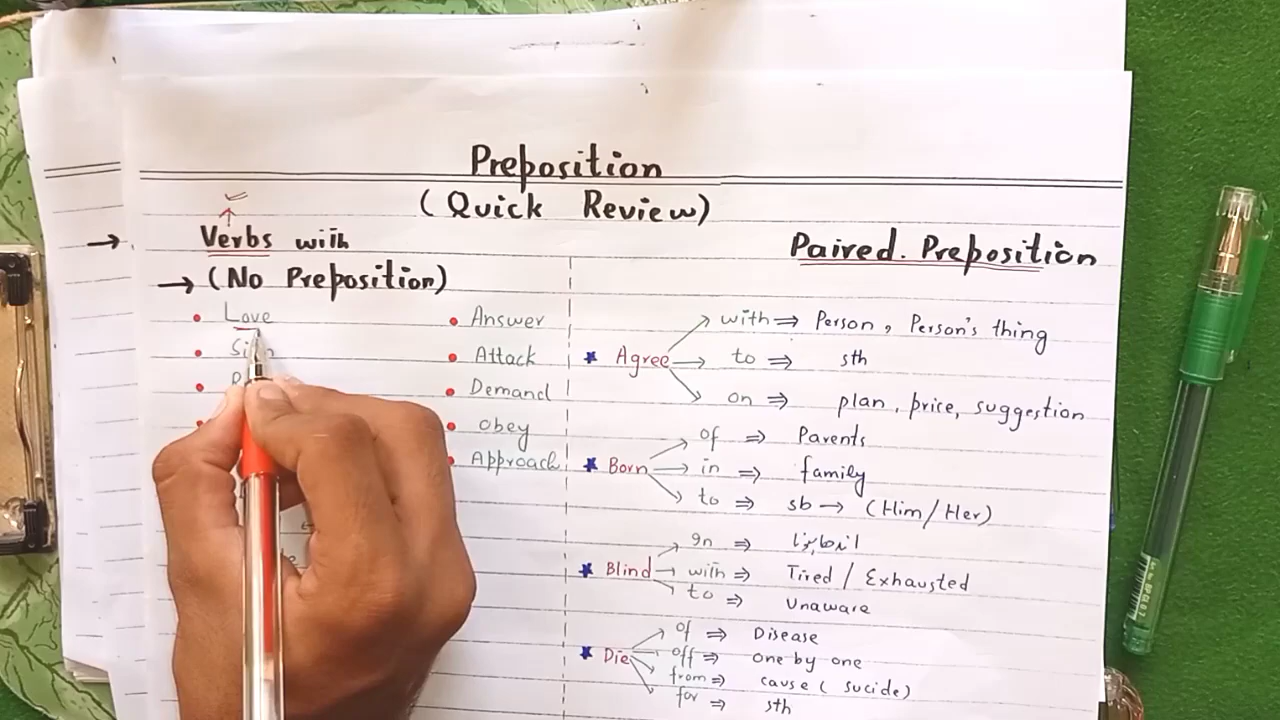 Preposition
(Quick Review)
→ Verbs with
→ (No Preposition)
• Love
• Answer
• Attack
• Demand
• obey
• Approach
Paired. Preposition
★ Agree
with ⇒ Person, Person's thing
to ⇒ sth
on ⇒ plan, price, suggestion
★ Born
of ⇒ Parents
in ⇒ family
to ⇒ sb → (Him/Her)
★ Blind
In ⇒
with ⇒ Tired / Exhausted
to ⇒ Unaware
★ Die
of ⇒ Disease
off ⇒ one by one
from ⇒ cause (sucide)
for ⇒ sth